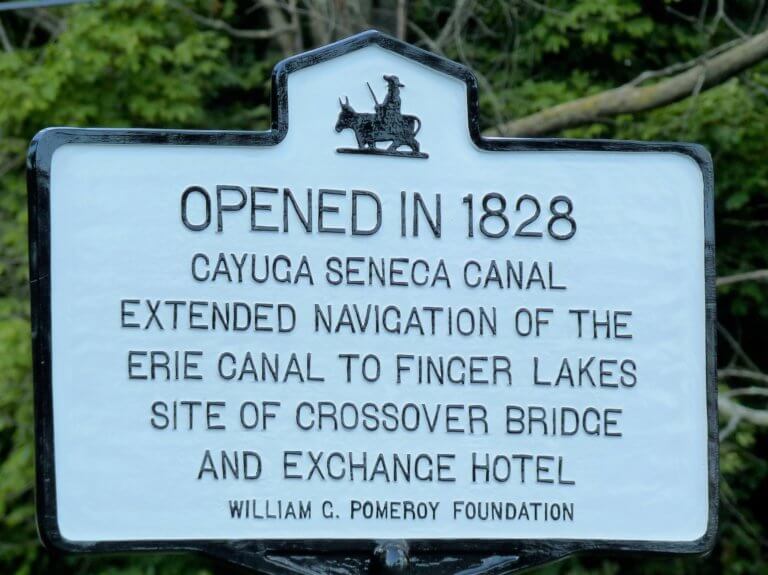 OPENED IN 1828
CAYUGA SENECA CANAL
EXTENDED NAVIGATION OF THE
ERIE CANAL TO FINGER LAKES
SITE OF CROSSOVER BRIDGE
AND EXCHANGE HOTEL
WILLIAM G. POMEROY FOUNDATION